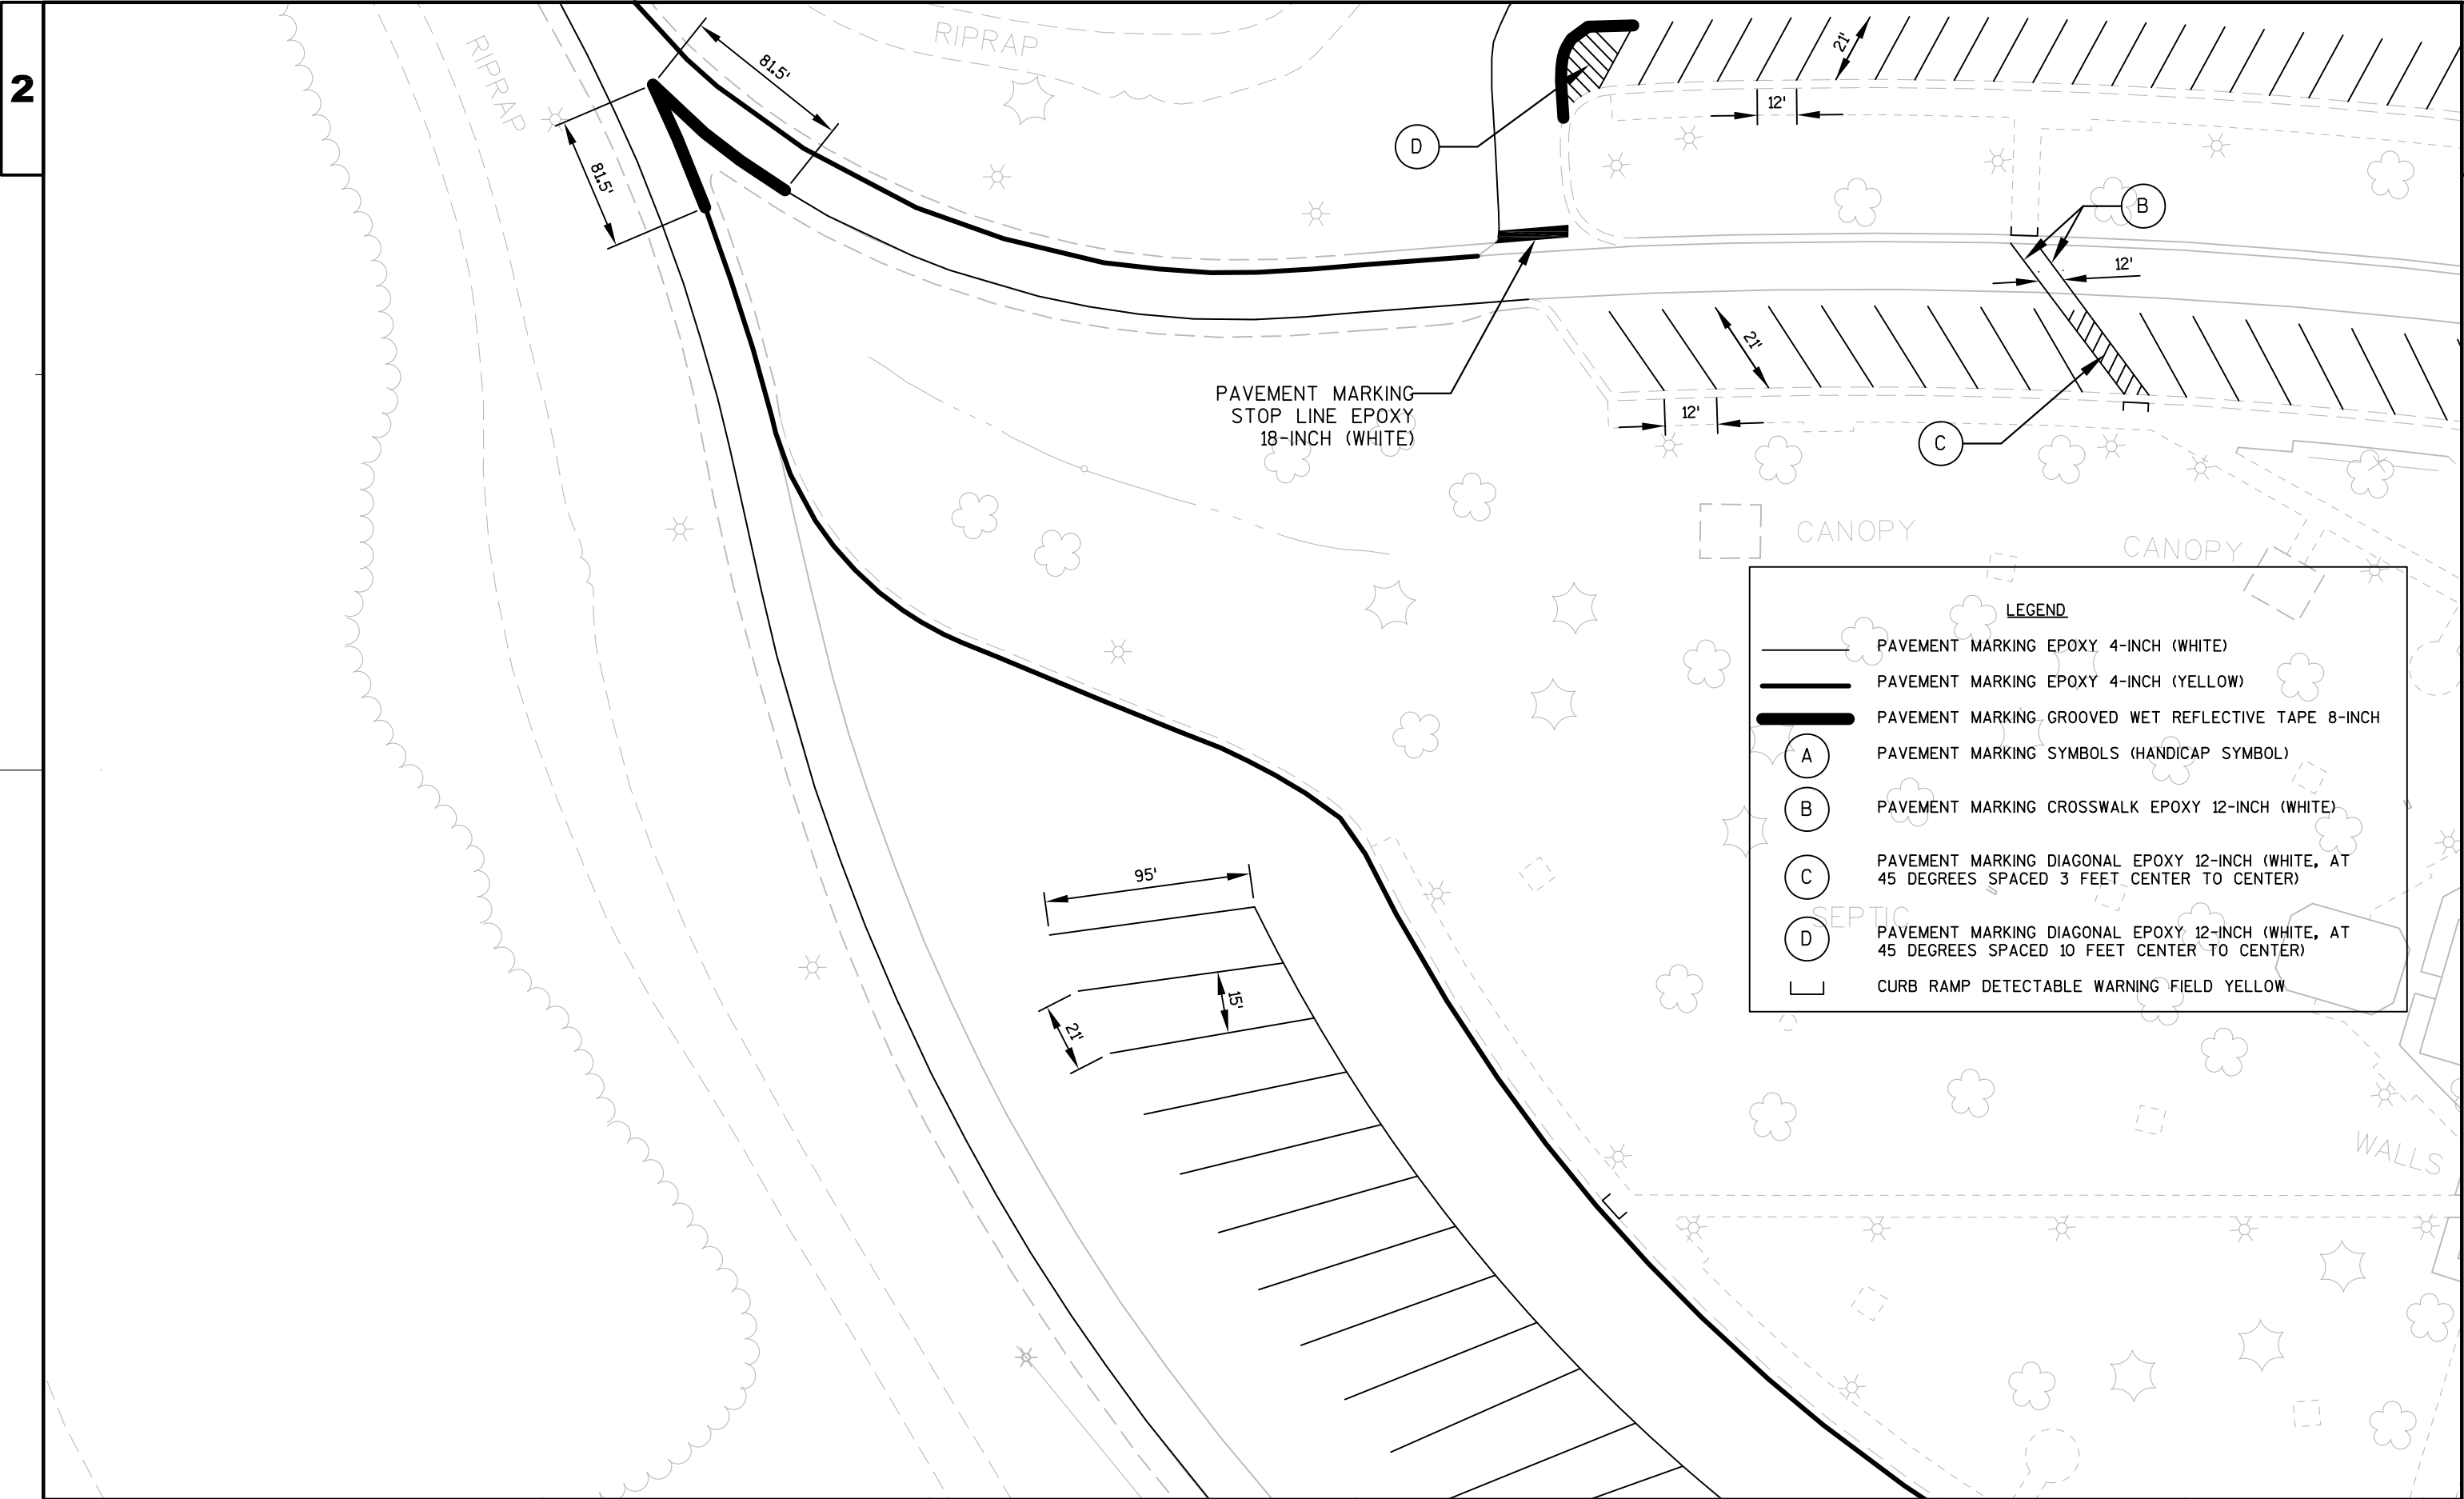 2
RIPRAP
RIPRAP
81.5'
81.5'
21'
12'
D
B
12'
21'
12'
C
PAVEMENT MARKING
STOP LINE EPOXY
18-INCH (WHITE)
CANOPY
CANOPY
LEGEND
PAVEMENT MARKING EPOXY 4-INCH (WHITE)
PAVEMENT MARKING EPOXY 4-INCH (YELLOW)
PAVEMENT MARKING GROOVED WET REFLECTIVE TAPE 8-INCH
A PAVEMENT MARKING SYMBOLS (HANDICAP SYMBOL)
B PAVEMENT MARKING CROSSWALK EPOXY 12-INCH (WHITE)
C PAVEMENT MARKING DIAGONAL EPOXY 12-INCH (WHITE, AT
45 DEGREES SPACED 3 FEET CENTER TO CENTER)
SEPTIC
D PAVEMENT MARKING DIAGONAL EPOXY 12-INCH (WHITE, AT
45 DEGREES SPACED 10 FEET CENTER TO CENTER)
CURB RAMP DETECTABLE WARNING FIELD YELLOW
95'
15'
21'
WALLS